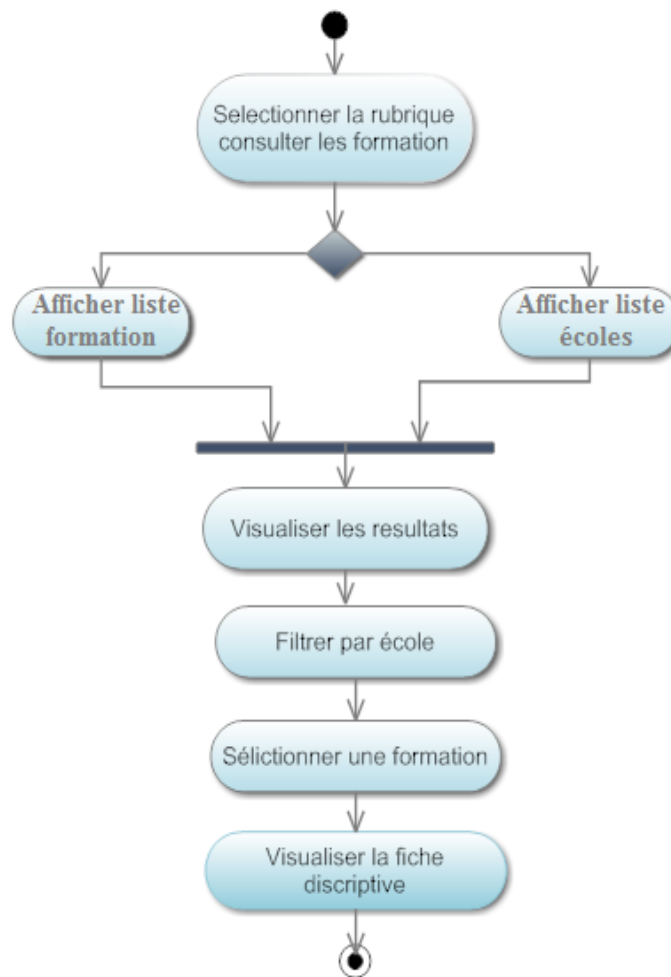 Selectionner la rubrique
consulter les formation
Afficher liste
formation
Afficher liste
écoles
Visualiser les resultats
Filtrer par école
Sélictionner une formation
Visualiser la fiche
discriptive